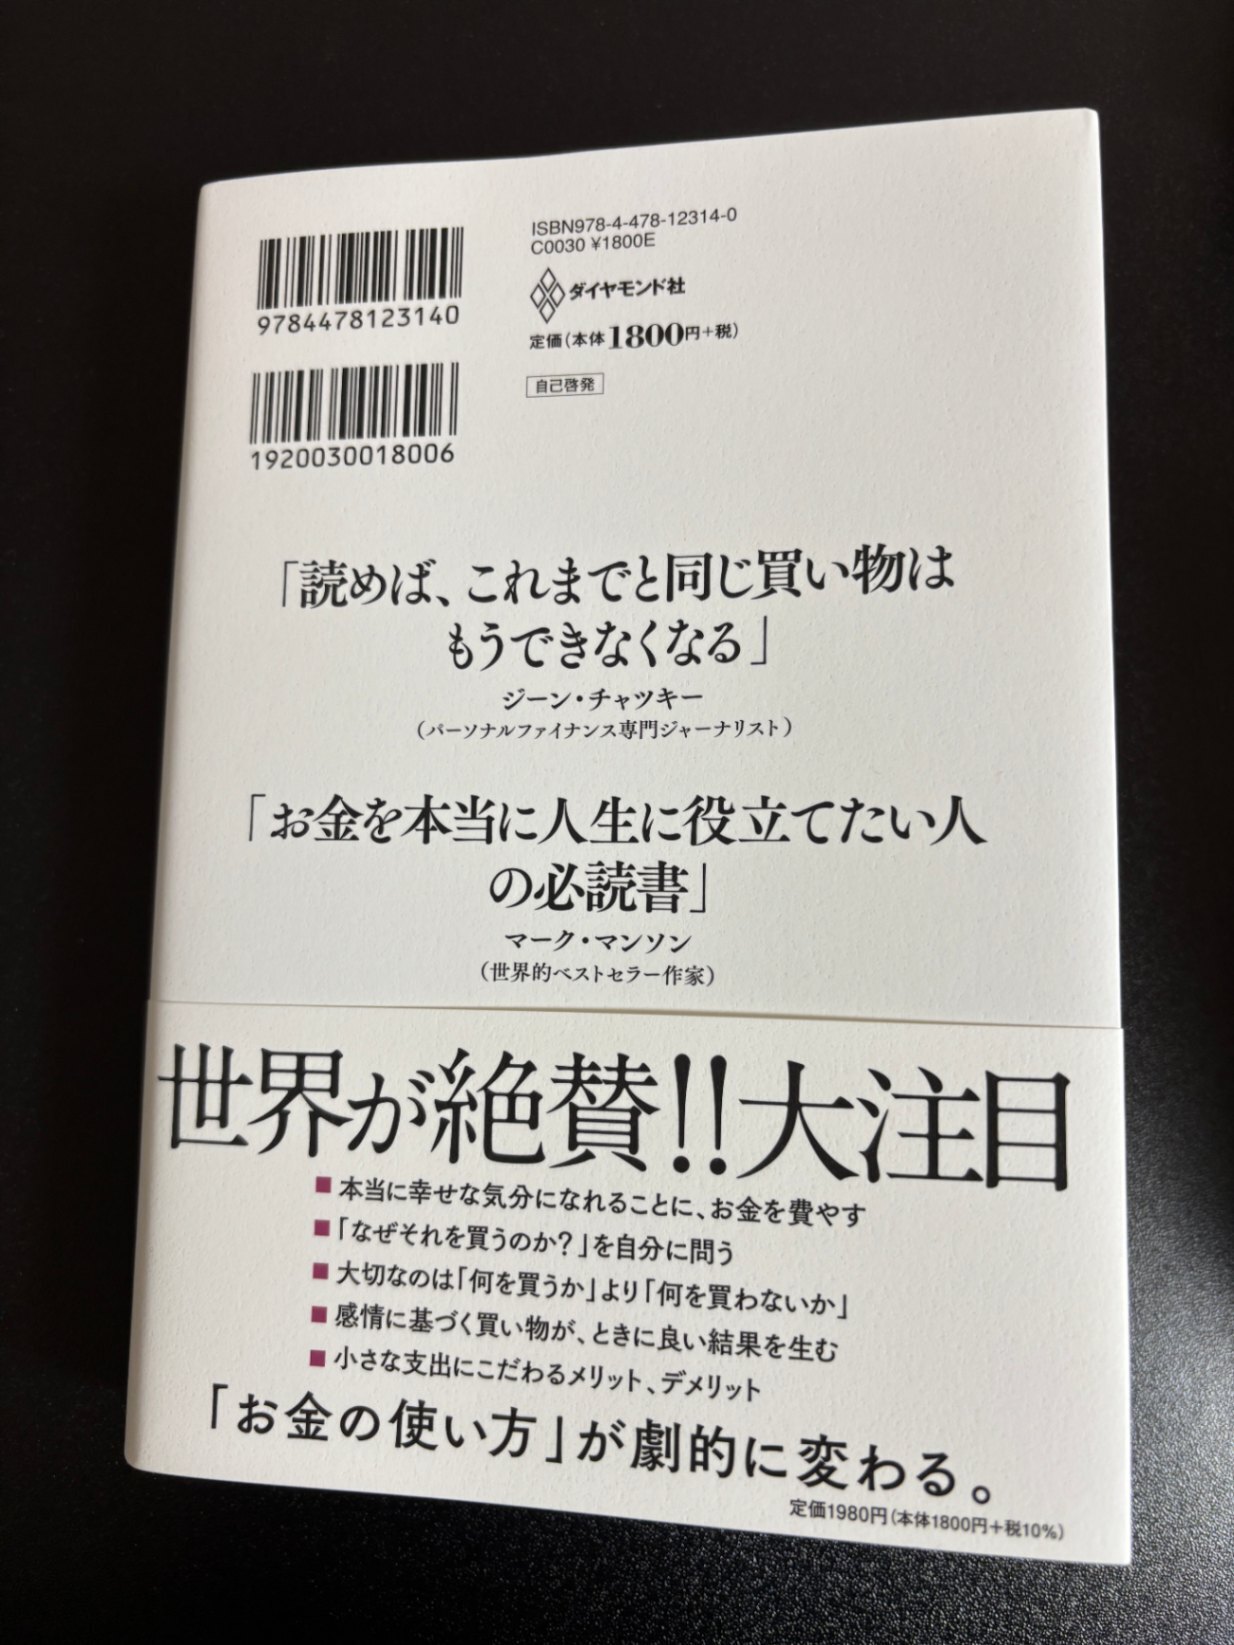 ISBN978-4-478-12314-0
C0030 ¥1800E
9784478123140
ダイヤモンド社
定価（本体1800円＋税）
自己啓発
1920030018006
「読めば、これまでと同じ買い物は
もうできなくなる」
ジーン・チャツキー
（パーソナルファイナンス専門ジャーナリスト）
「お金を本当に人生に役立てたい人
の必読書」
マーク・マンソン
（世界的ベストセラー作家）
世界が絶賛!!大注目
■ 本当に幸せな気分になれることに、お金を費やす
■「なぜそれを買うのか？」を自分に問う
■ 大切なのは「何を買うか」より「何を買わないか」
■ 感情に基づく買い物が、ときに良い結果を生む
■ 小さな支出にこだわるメリット、デメリット
「お金の使い方」が劇的に変わる。
定価1980円（本体1800円＋税10%）